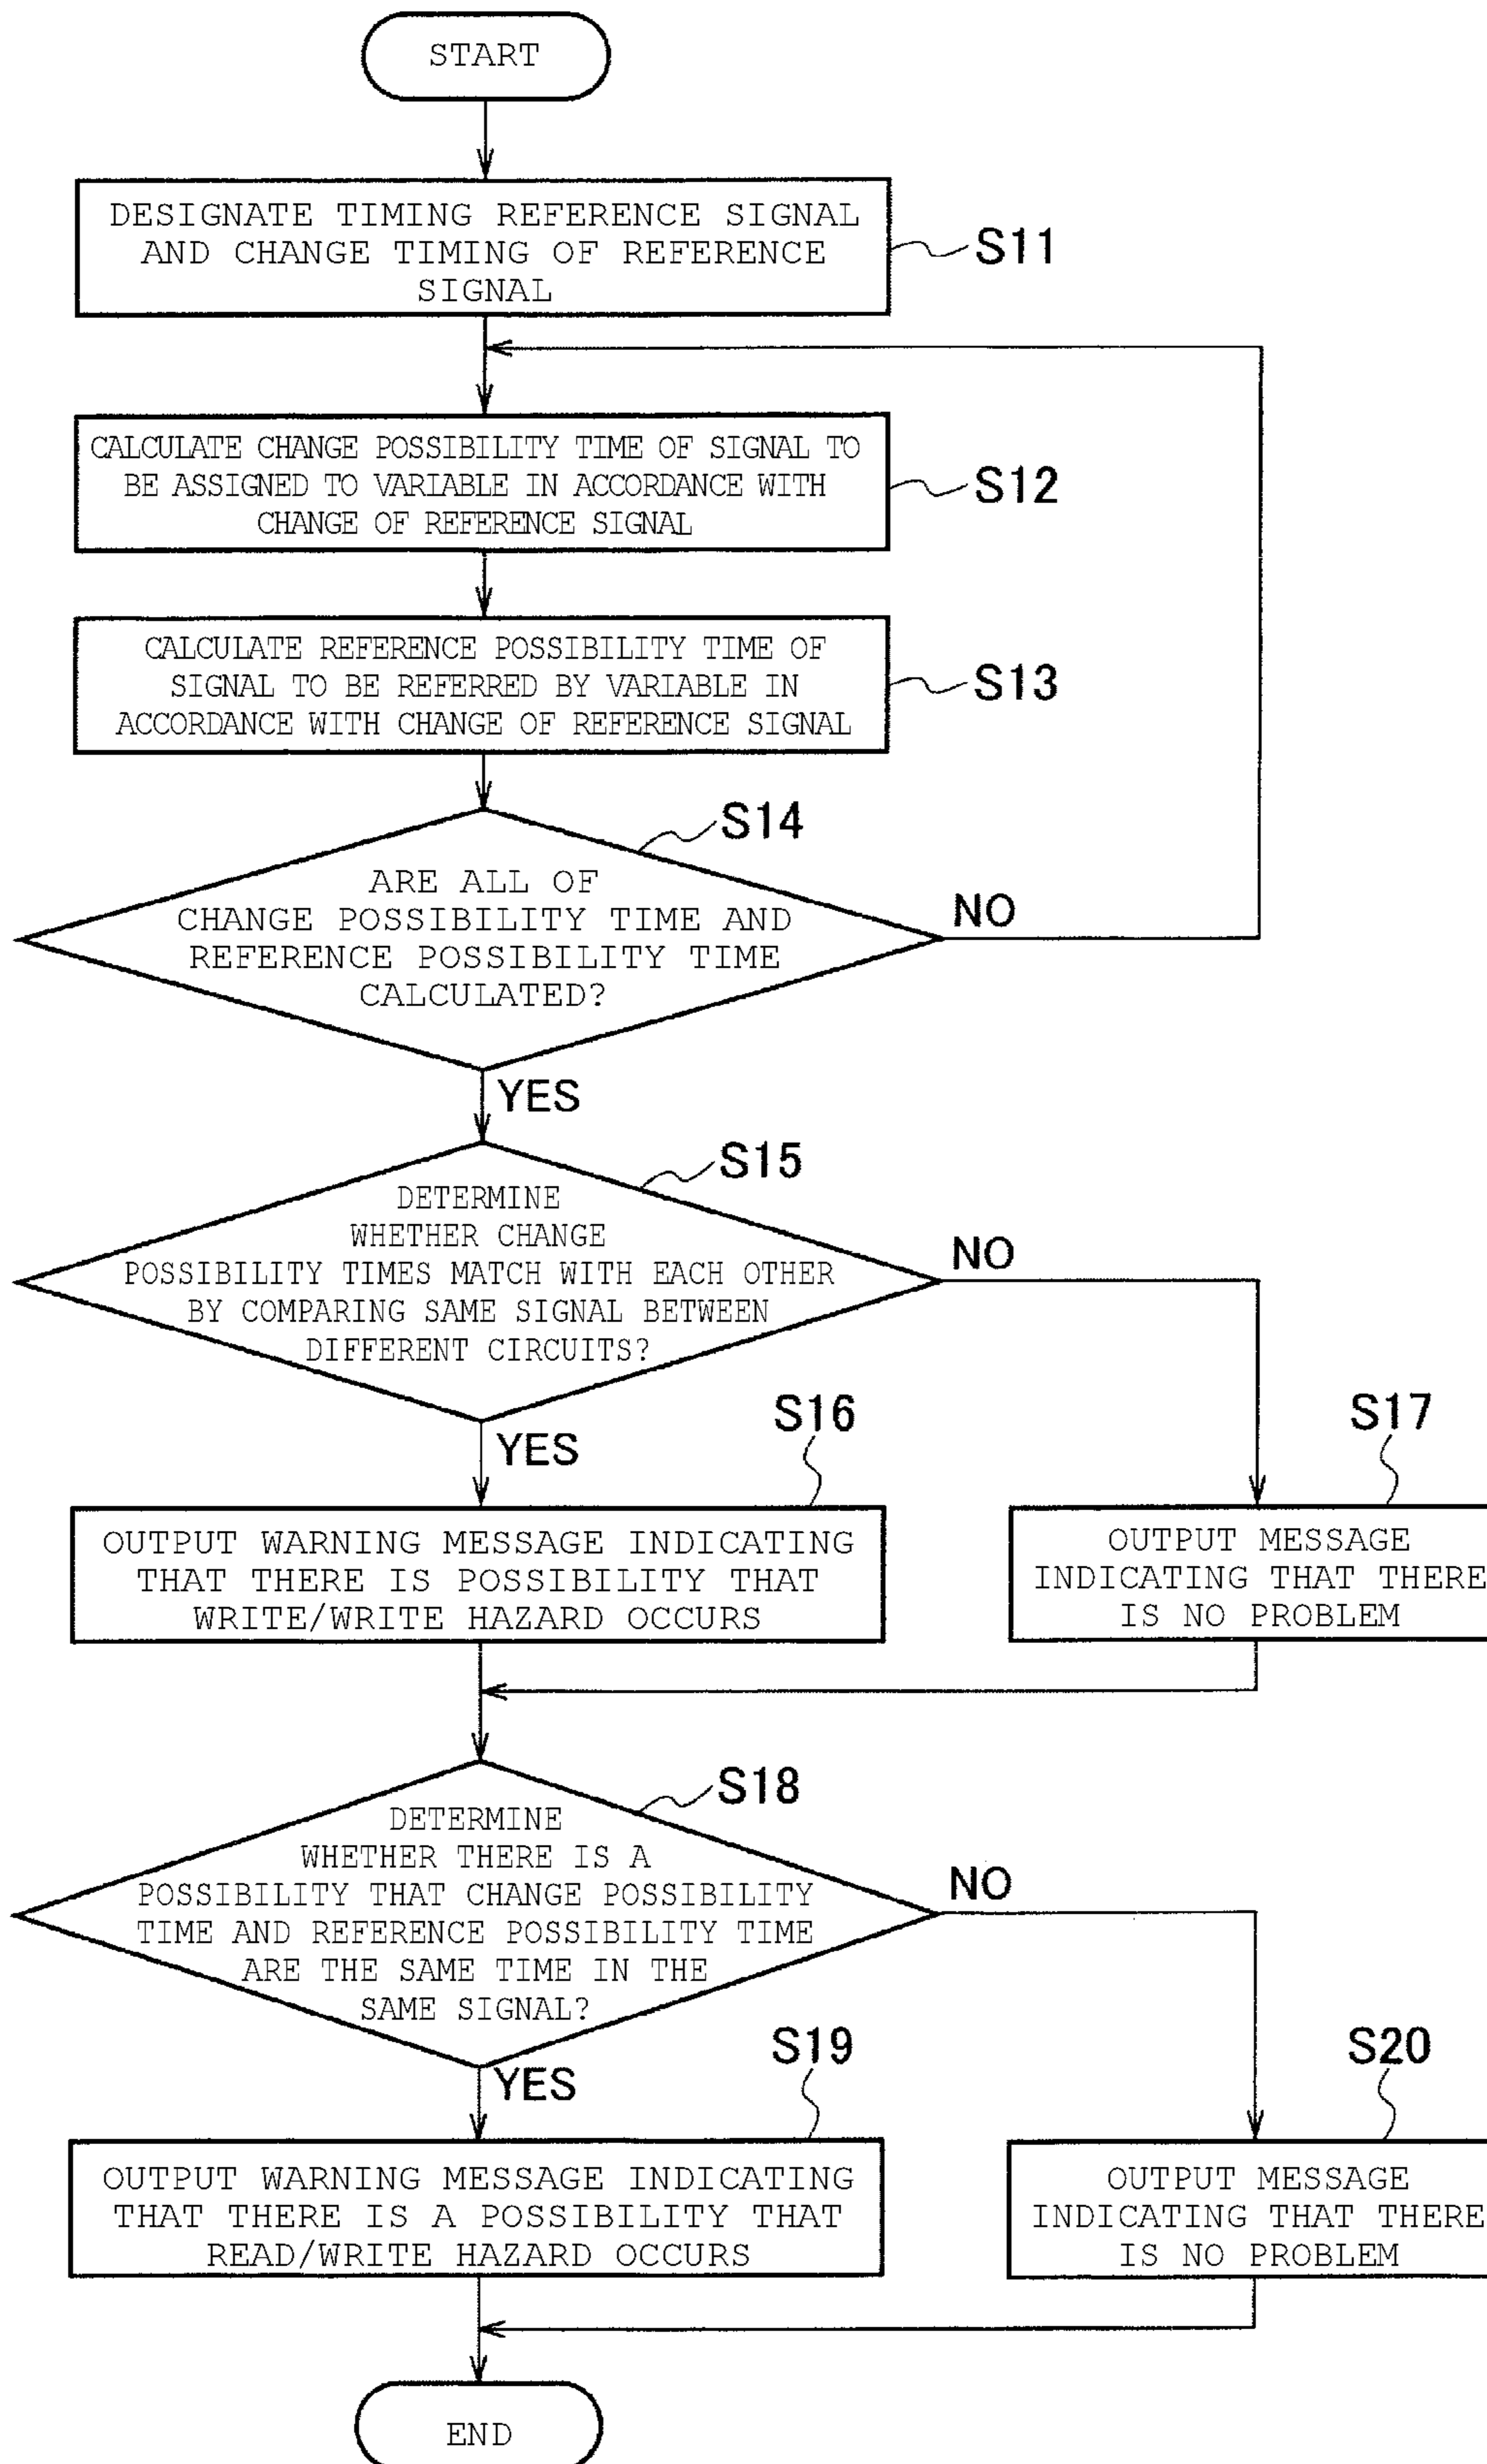 START
DESIGNATE TIMING REFERENCE SIGNAL
AND CHANGE TIMING OF REFERENCE
SIGNAL
S11
CALCULATE CHANGE POSSIBILITY TIME OF SIGNAL TO
BE ASSIGNED TO VARIABLE IN ACCORDANCE WITH
CHANGE OF REFERENCE SIGNAL
S12
CALCULATE REFERENCE POSSIBILITY TIME OF
SIGNAL TO BE REFERRED BY VARIABLE IN
ACCORDANCE WITH CHANGE OF REFERENCE SIGNAL
S13
S14
ARE ALL OF
CHANGE POSSIBILITY TIME AND
REFERENCE POSSIBILITY TIME
CALCULATED?
NO
YES
S15
DETERMINE
WHETHER CHANGE
POSSIBILITY TIMES MATCH WITH EACH OTHER
BY COMPARING SAME SIGNAL BETWEEN
DIFFERENT CIRCUITS?
NO
YES
S16
OUTPUT WARNING MESSAGE INDICATING
THAT THERE IS POSSIBILITY THAT
WRITE/WRITE HAZARD OCCURS
S17
OUTPUT MESSAGE
INDICATING THAT THERE
IS NO PROBLEM
S18
DETERMINE
WHETHER THERE IS A
POSSIBILITY THAT CHANGE POSSIBILITY
TIME AND REFERENCE POSSIBILITY TIME
ARE THE SAME TIME IN THE
SAME SIGNAL?
NO
YES
S19
OUTPUT WARNING MESSAGE INDICATING
THAT THERE IS A POSSIBILITY THAT
READ/WRITE HAZARD OCCURS
S20
OUTPUT MESSAGE
INDICATING THAT THERE
IS NO PROBLEM
END